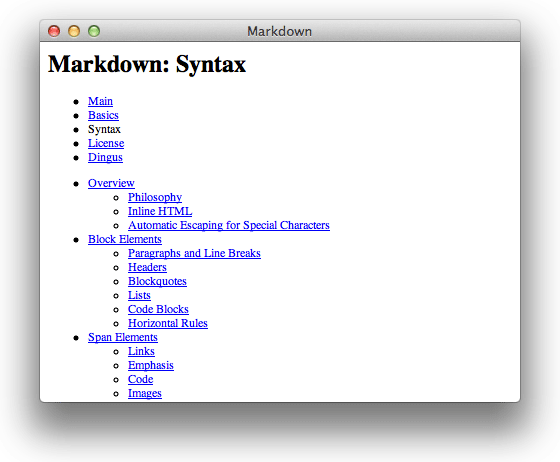 Markdown
Markdown: Syntax
Main
Basics
Syntax
License
Dingus
Overview
Philosophy
Inline HTML
Automatic Escaping for Special Characters
Block Elements
Paragraphs and Line Breaks
Headers
Blockquotes
Lists
Code Blocks
Horizontal Rules
Span Elements
Links
Emphasis
Code
Images